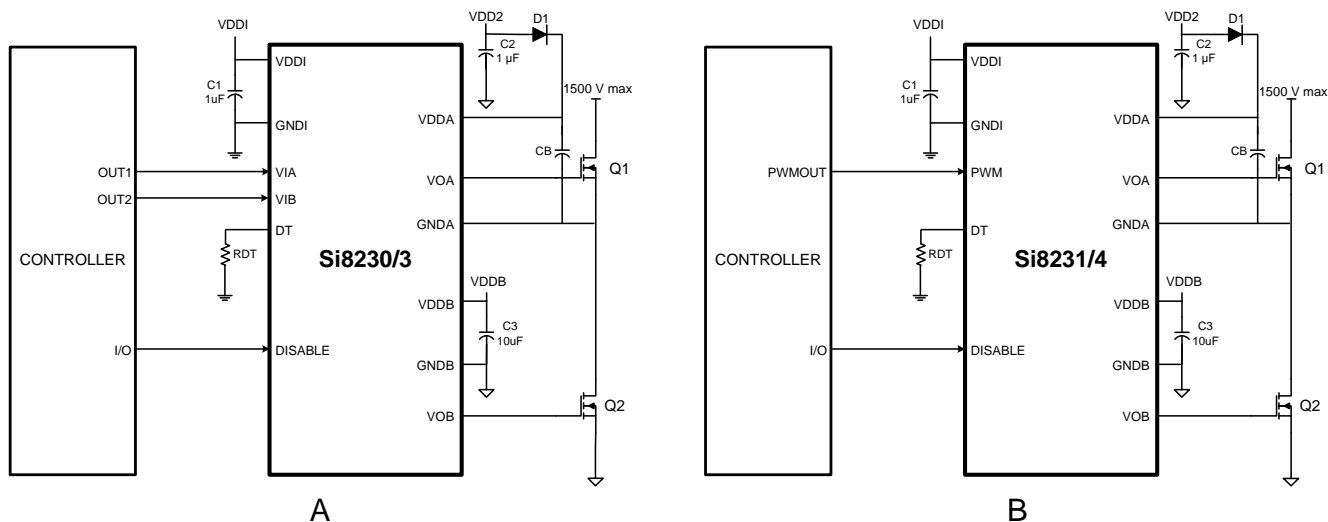 VDDI
VDD2
D1
C2
1 µF
VDDI
C1
1uF
GNDI
1500 V max
VDDA
CB
Q1
OUT1
VIA
VOA
OUT2
VIB
GNDA
DT
RDT
CONTROLLER
Si8230/3
VDDB
VDDB
C3
10uF
I/O
DISABLE
GNDB
VOB
Q2
A
VDDI
VDD2
D1
C2
1 µF
VDDI
C1
1uF
GNDI
1500 V max
VDDA
CB
Q1
PWMOUT
PWM
VOA
GNDA
DT
RDT
CONTROLLER
Si8231/4
VDDB
VDDB
C3
10uF
I/O
DISABLE
GNDB
VOB
Q2
B